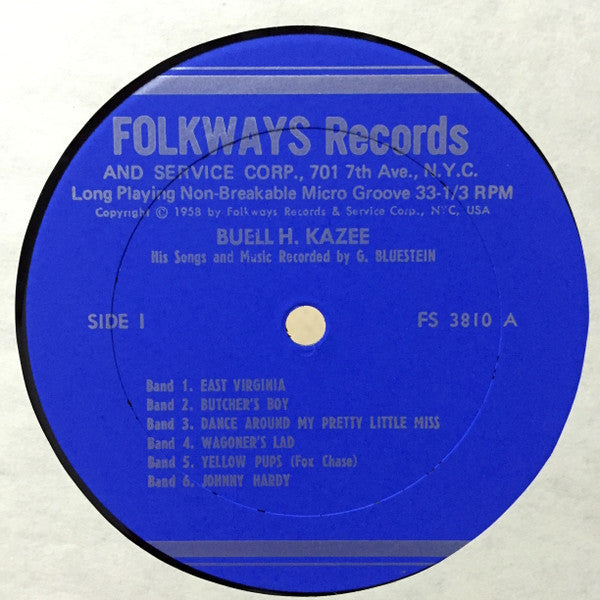 FOLKWAYS Records
AND SERVICE CORP., 701 7th Ave., N.Y.C.
Long Playing Non-Breakable Micro Groove 33-1/3 RPM
Copyright © 1958 by Folkways Records & Service Corp., NYC, USA
BUELL H. KAZEE
His Songs and Music Recorded by G. BLUESTEIN
SIDE I FS 3810 A
Band 1. EAST VIRGINIA
Band 2. BUTCHER'S BOY
Band 3. DANCE AROUND MY PRETTY LITTLE MISS
Band 4. WAGONER'S LAD
Band 5. YELLOW PUPS (Fox Chase)
Band 6. JOHNNY HARDY